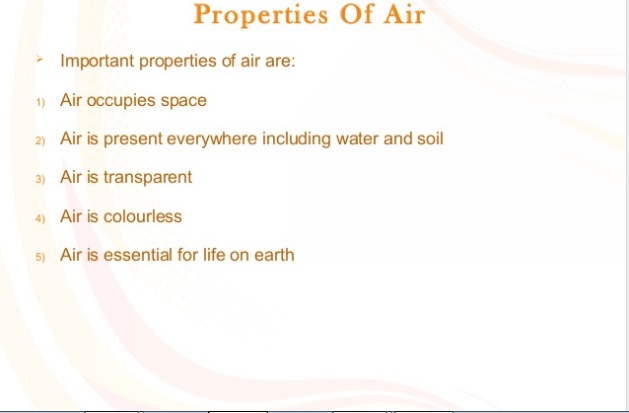 Properties Of Air
Important properties of air are:
1) Air occupies space
2) Air is present everywhere including water and soil
3) Air is transparent
4) Air is colourless
5) Air is essential for life on earth